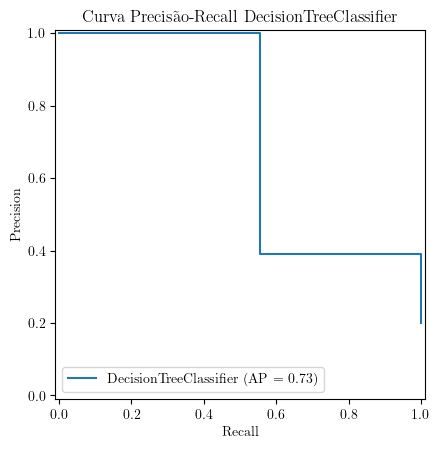 Curva Precisão-Recall DecisionTreeClassifier
1.0
0.8
0.6
0.4
0.2
0.0
Precision
DecisionTreeClassifier (AP = 0.73)
0.0 0.2 0.4 0.6 0.8 1.0
Recall